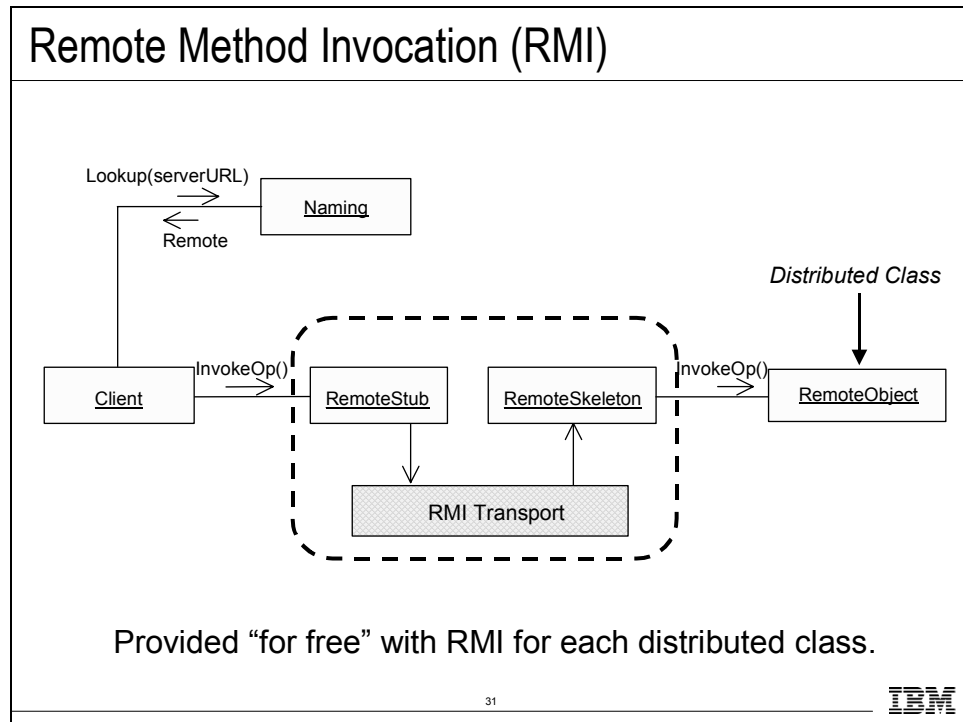 Remote Method Invocation (RMI)
Lookup(serverURL)
Naming
Remote
Distributed Class
InvokeOp()
InvokeOp()
Client
RemoteStub
RemoteSkeleton
RemoteObject
RMI Transport
Provided “for free” with RMI for each distributed class.
31
IBM